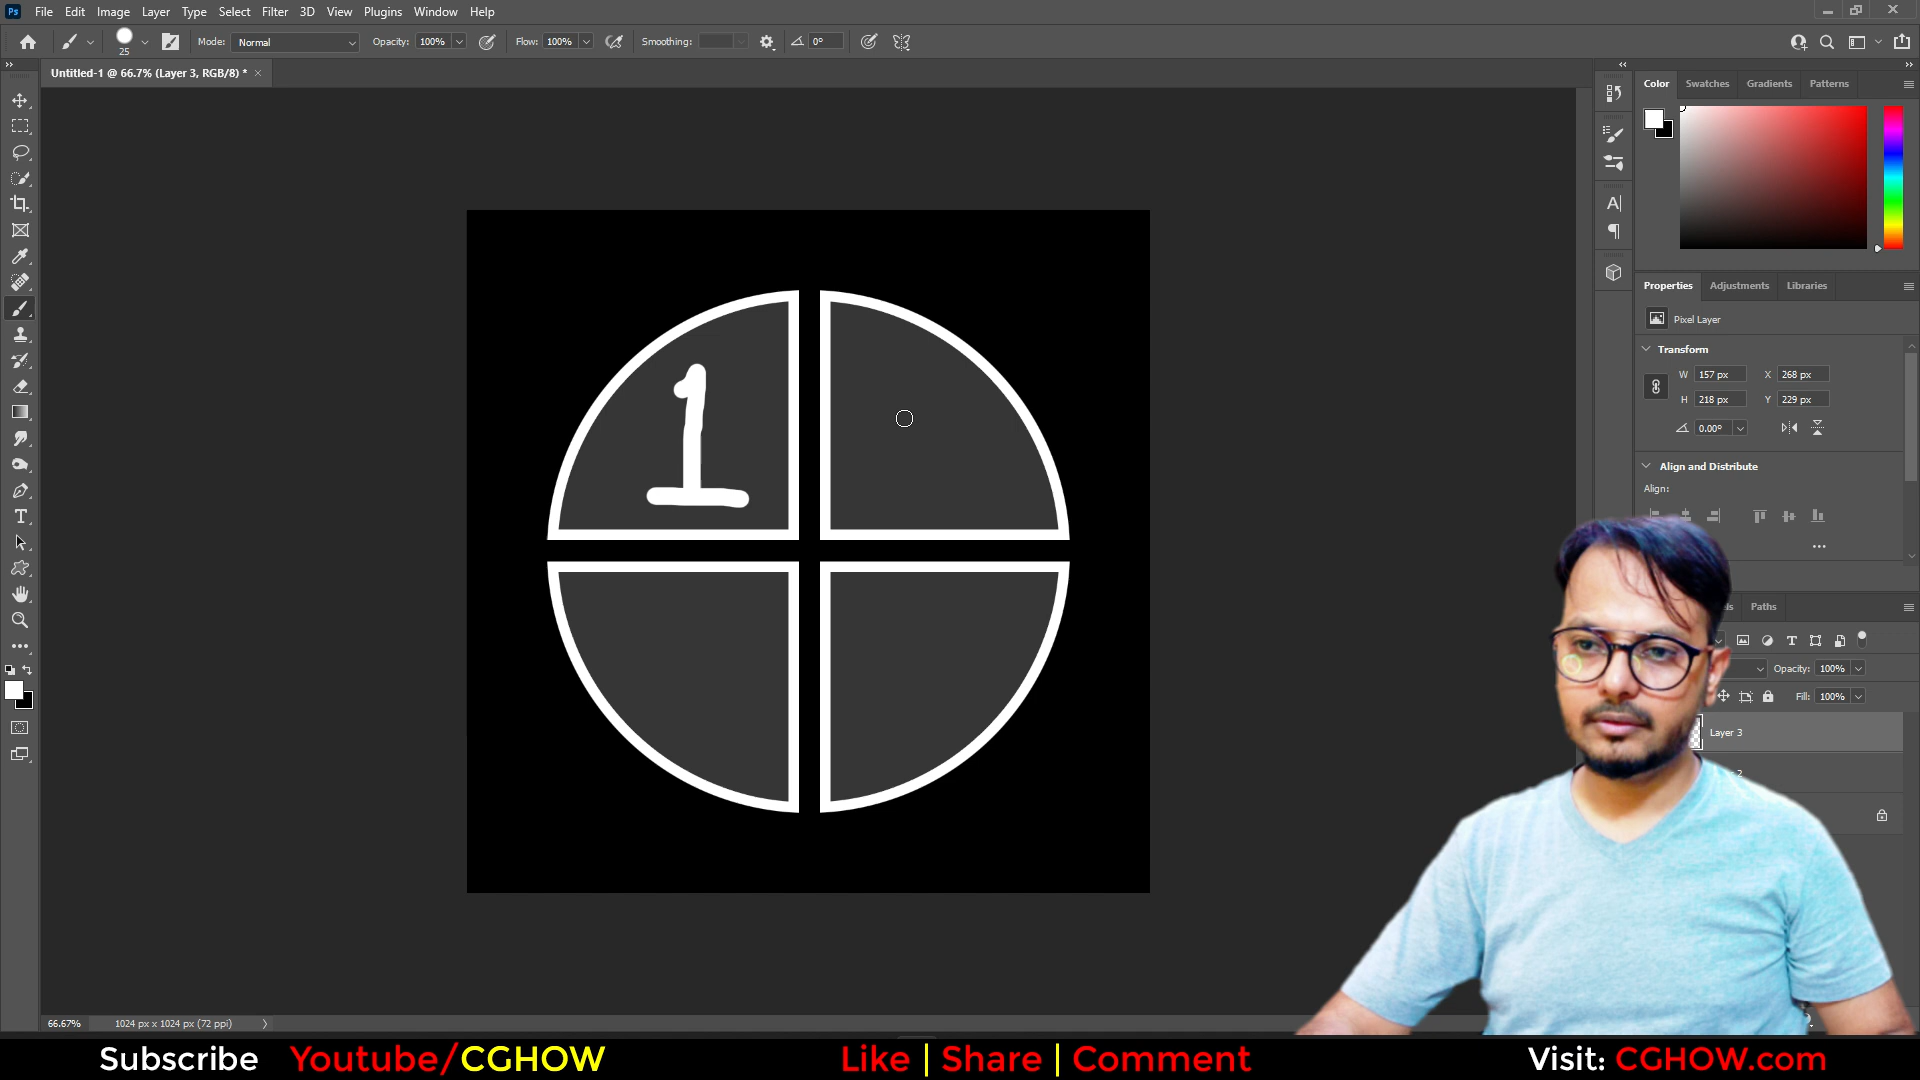 Ps File Edit Image Layer Type Select Filter 3D View Plugins Window Help
25 Mode: Normal Opacity: 100% Flow: 100% Smoothing: 0°
Untitled-1 @ 66.7% (Layer 3, RGB/8) *
Color Swatches Gradients Patterns
Properties Adjustments Libraries
Pixel Layer
Transform
W 157 px X 268 px
H 218 px Y 229 px
0.00°
Align and Distribute
Align:
Paths
Opacity: 100%
Fill: 100%
Layer 3
2
1
66.67% 1024 px x 1024 px (72 ppi)
Subscribe Youtube/CGHOW Like | Share | Comment Visit: CGHOW.com